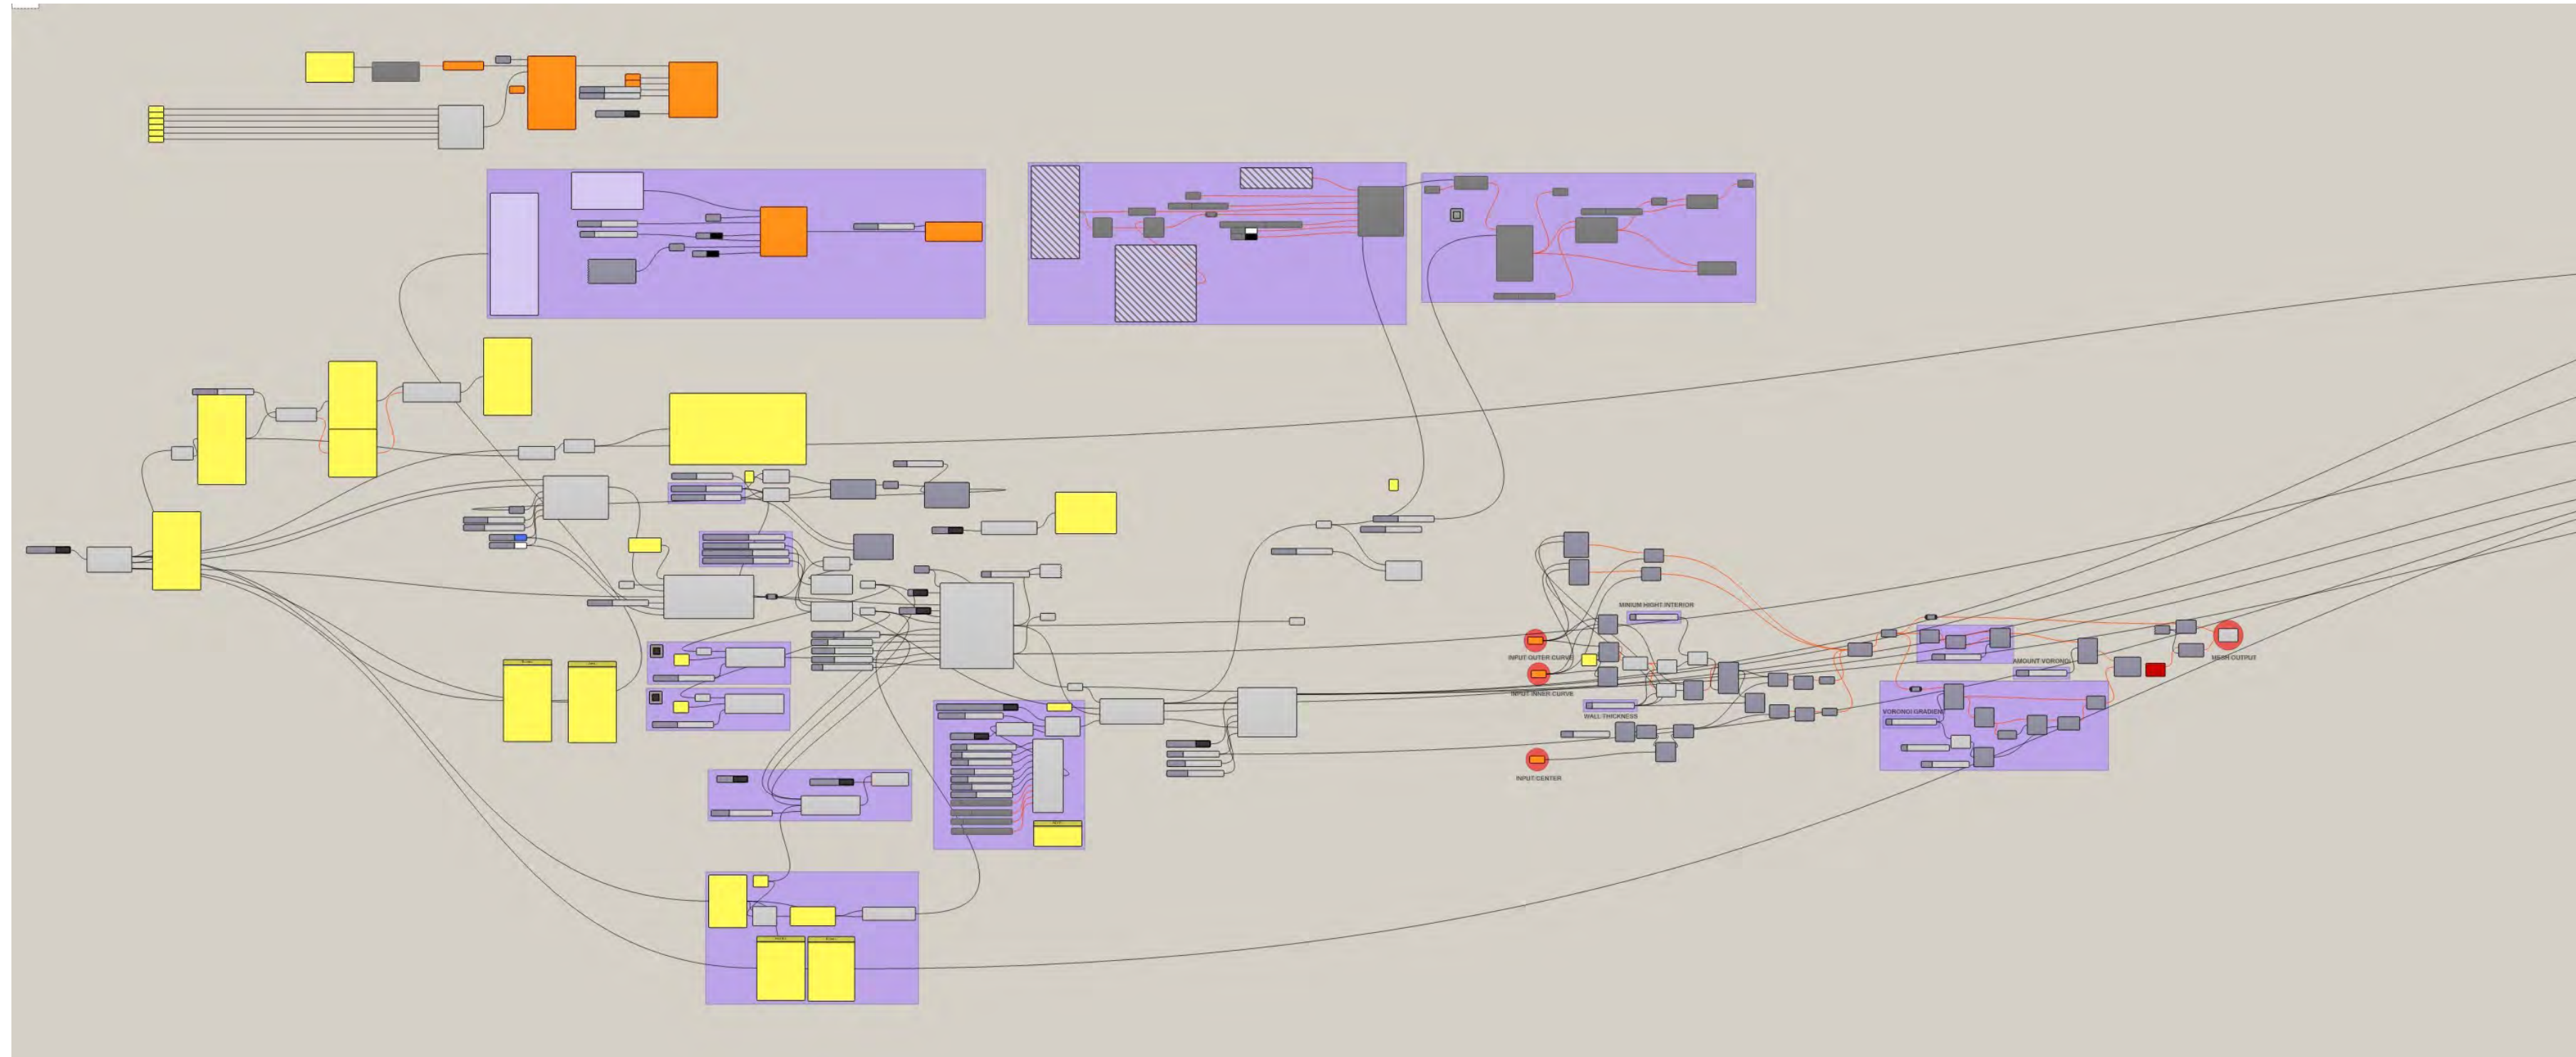 MINIUM HIGHT INTERIOR
INPUT OUTER CURVE
INPUT INNER CURVE
WALL THICKNESS
INPUT CENTER
AMOUNT VORONOI
MESH OUTPUT
VORONOI GRADIENT